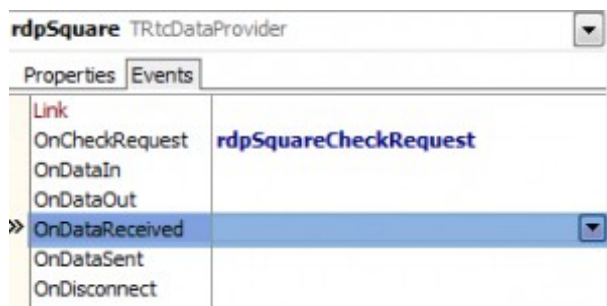 rdpSquare TRtcDataProvider
Properties Events
Link
OnCheckRequest rdpSquareCheckRequest
OnDataIn
OnDataOut
» OnDataReceived
OnDataSent
OnDisconnect